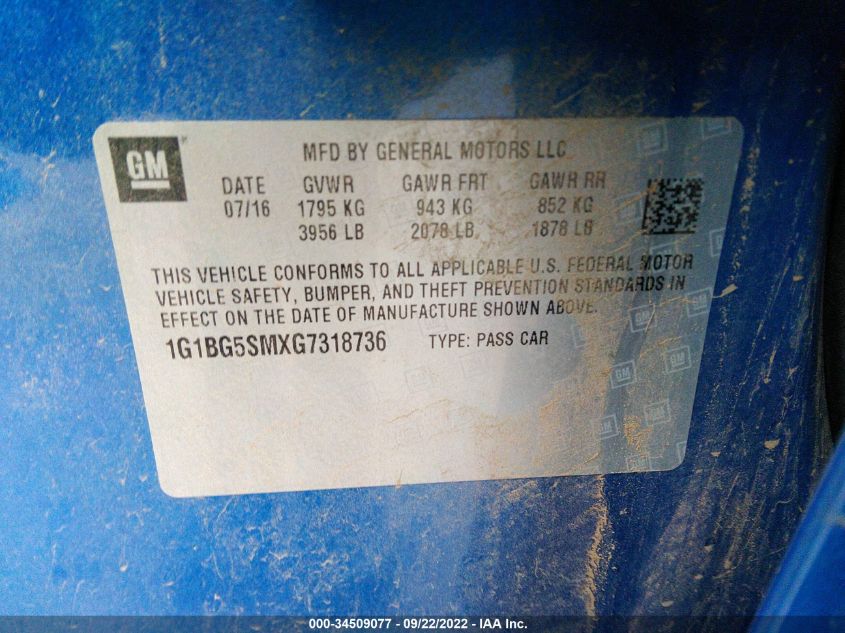 GM MFD BY GENERAL MOTORS LLC
DATE GVWR GAWR FRT GAWR RR
07/16 1795 KG 943 KG 852 KG
3956 LB 2078 LB 1878 LB
THIS VEHICLE CONFORMS TO ALL APPLICABLE U.S. FEDERAL MOTOR
VEHICLE SAFETY, BUMPER, AND THEFT PREVENTION STANDARDS IN
EFFECT ON THE DATE OF MANUFACTURE SHOWN ABOVE.
1G1BG5SMXG7318736 TYPE: PASS CAR
000-34509077 - 09/22/2022 - IAA Inc.